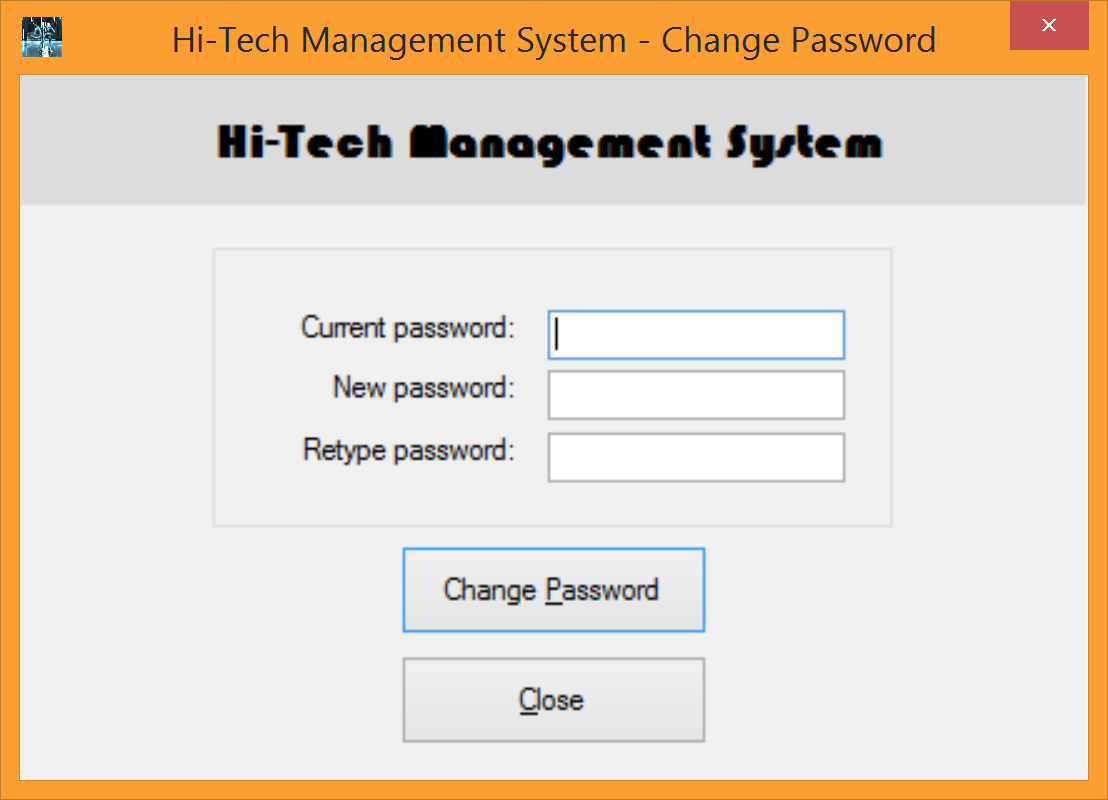 Hi-Tech Management System - Change Password
Hi-Tech Management System
Current password:
New password:
Retype password:
Change Password
Close